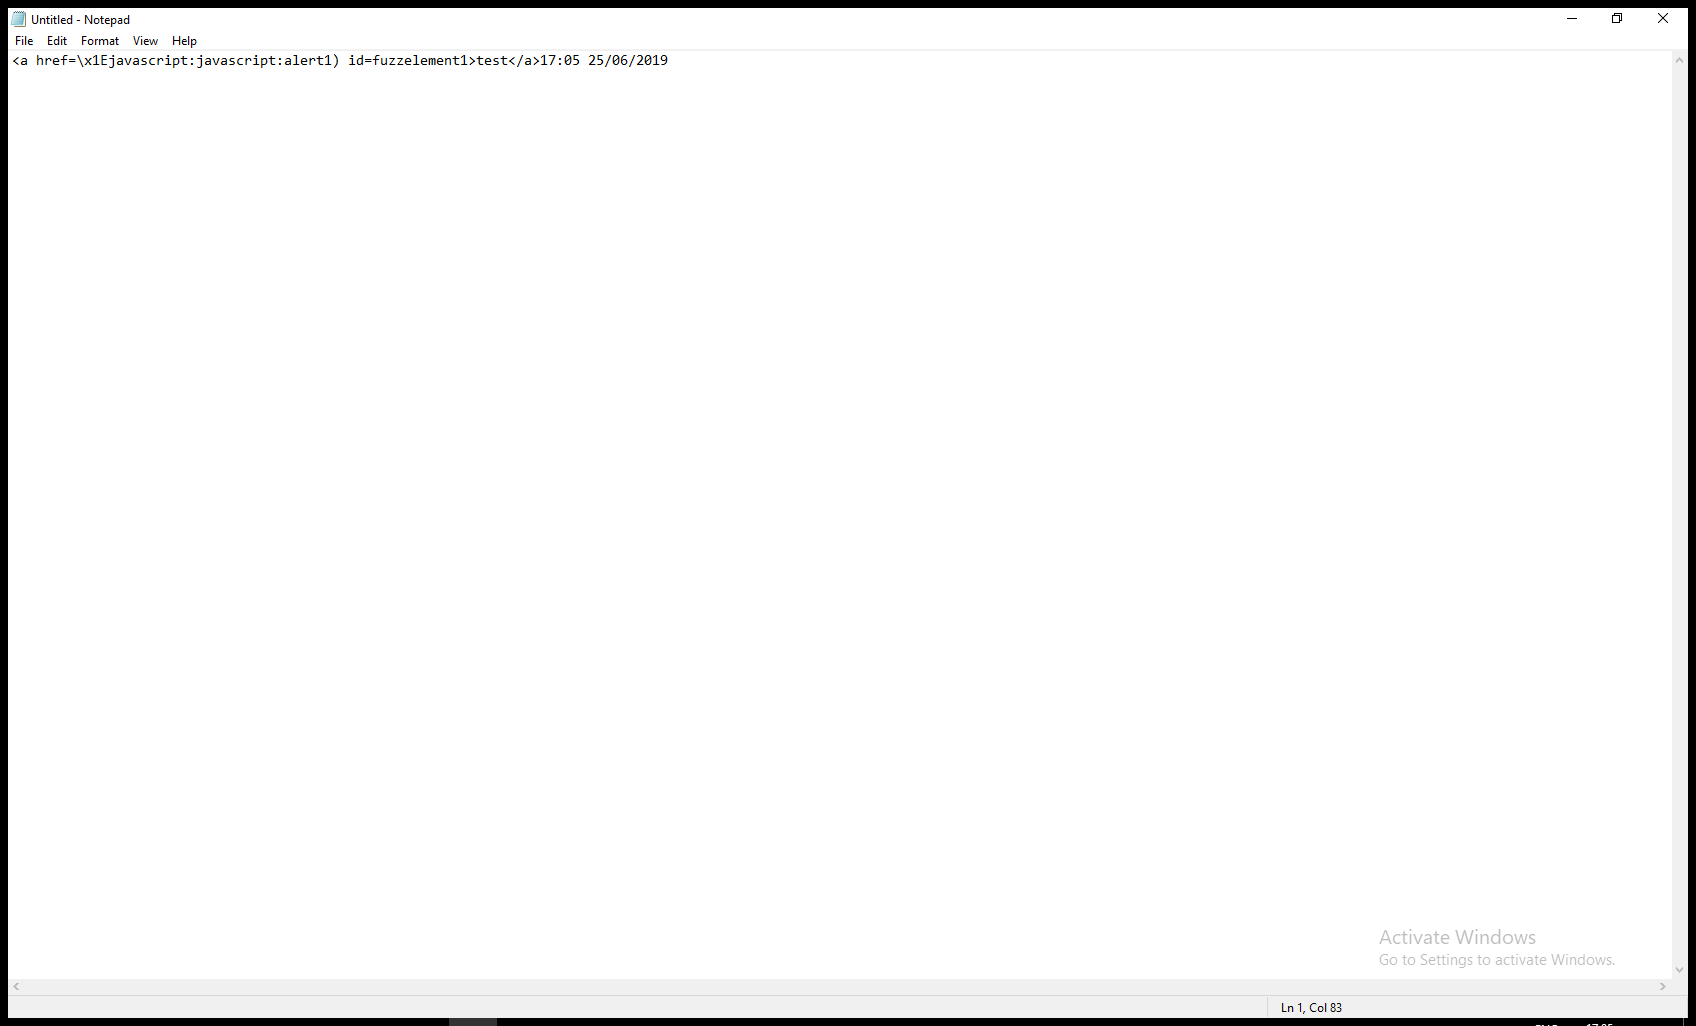 Untitled - Notepad
File Edit Format View Help
<a href=\x1Ejavascript:javascript:alert1) id=fuzzelement1>test</a>17:05 25/06/2019
Activate Windows
Go to Settings to activate Windows.
Ln 1, Col 83